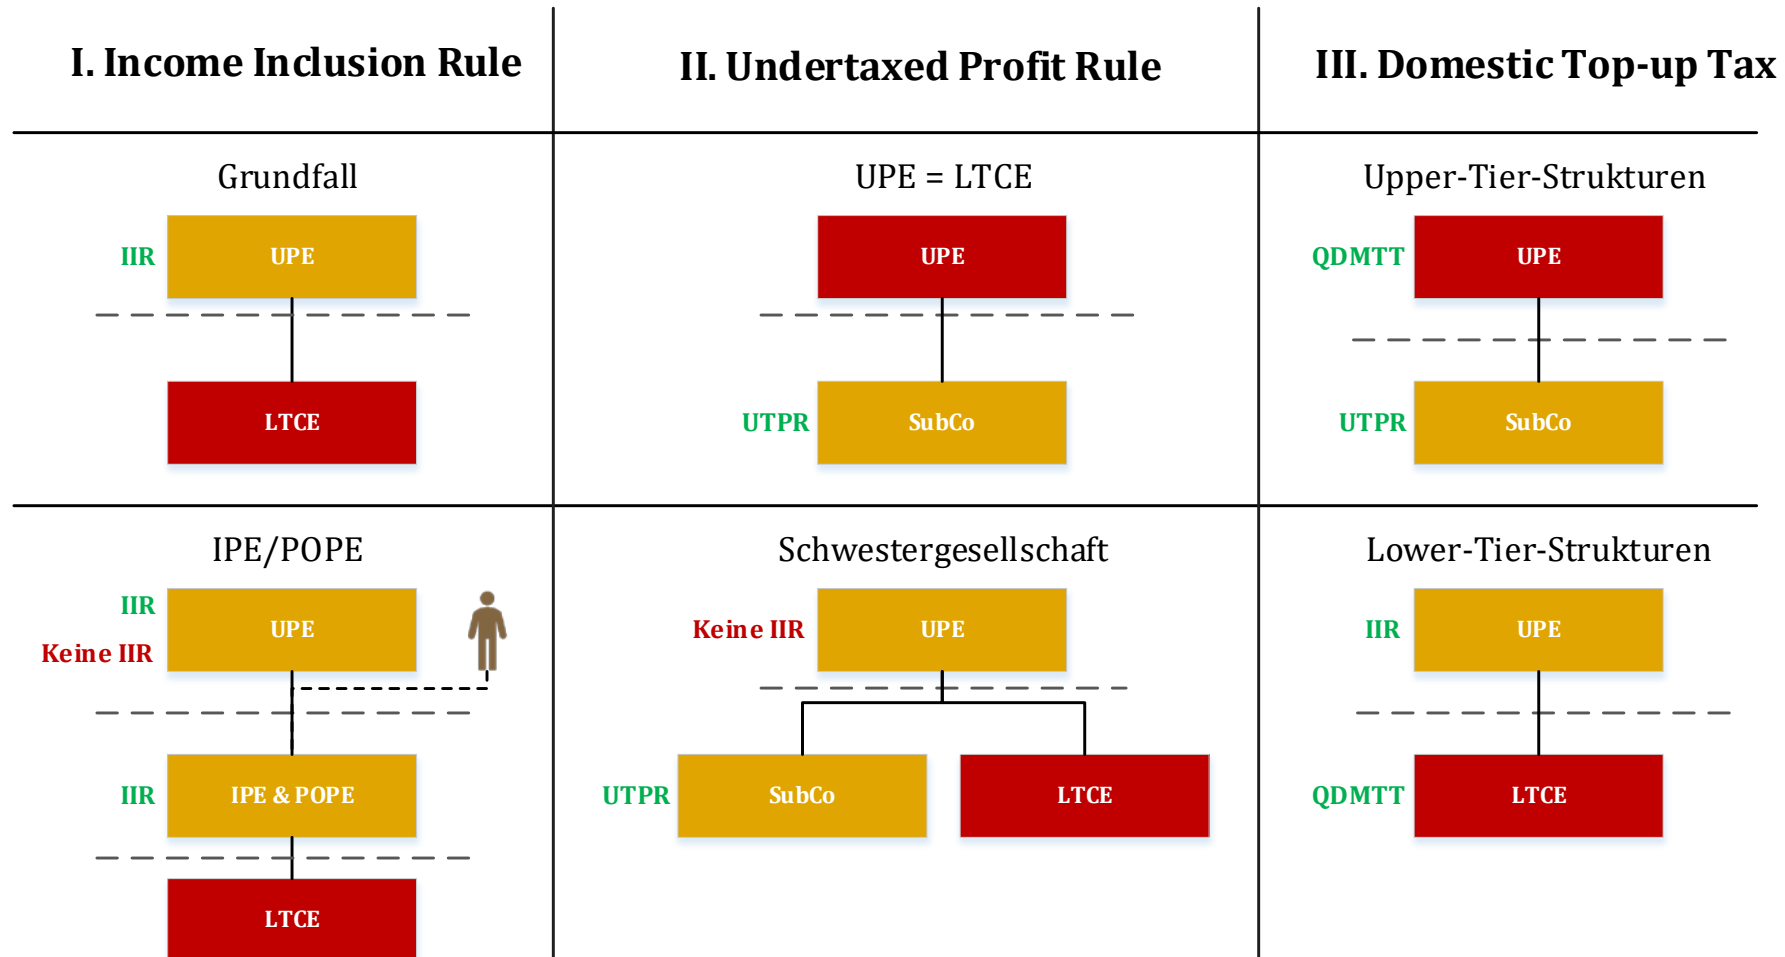 I. Income Inclusion Rule
II. Undertaxed Profit Rule
III. Domestic Top-up Tax
Grundfall
IIR
UPE
LTCE
UPE = LTCE
UPE
UTPR
SubCo
Upper-Tier-Strukturen
QDMTT
UPE
UTPR
SubCo
IPE/POPE
IIR
Keine IIR
UPE
IIR
IPE & POPE
LTCE
Schwestergesellschaft
Keine IIR
UPE
UTPR
SubCo
LTCE
Lower-Tier-Strukturen
IIR
UPE
QDMTT
LTCE